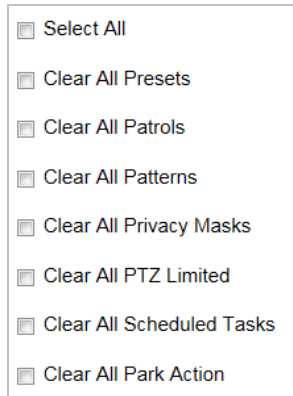 Select All
Clear All Presets
Clear All Patrols
Clear All Patterns
Clear All Privacy Masks
Clear All PTZ Limited
Clear All Scheduled Tasks
Clear All Park Action